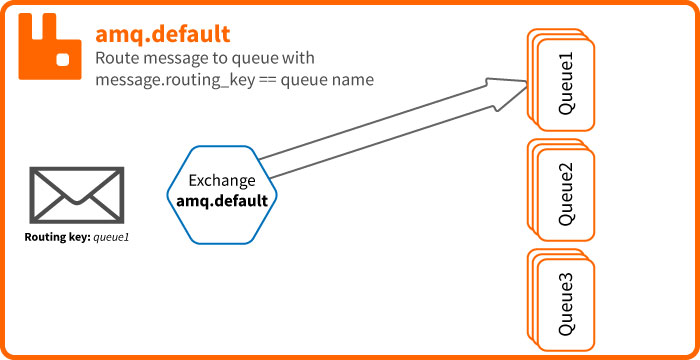 amq.default
Route message to queue with
message.routing_key == queue name
Queue1
Exchange
amq.default
Queue2
Routing key: queue1
Queue3